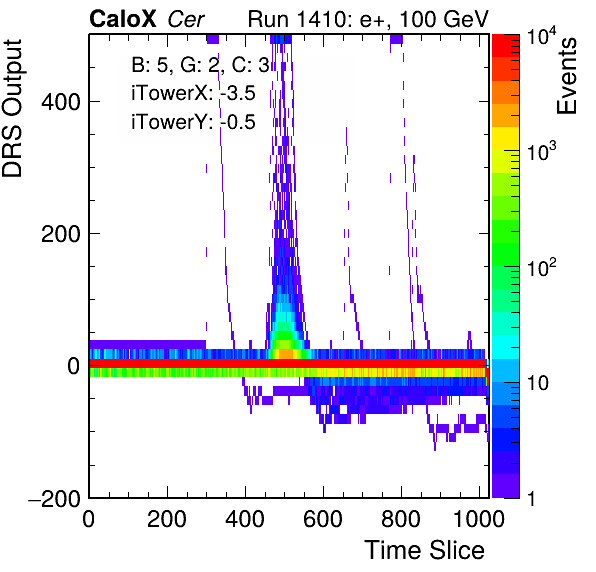 CaloX Cer Run 1410: e+, 100 GeV
B: 5, G: 2, C: 3
iTowerX: -3.5
iTowerY: -0.5
DRS Output
400
200
0
−200
0 200 400 600 800 1000
Time Slice
10^4
10^3
10^2
10
1
Events